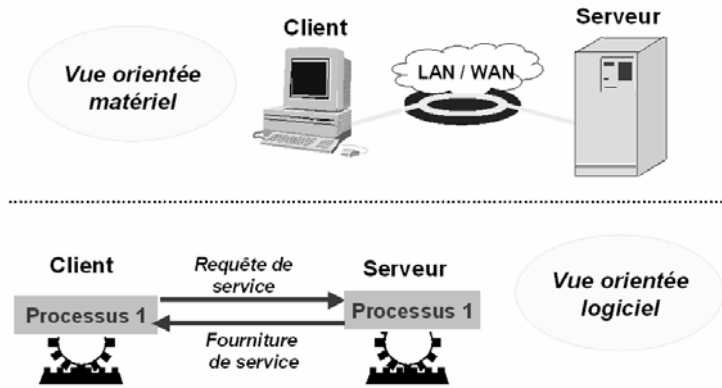 Client
Serveur
Vue orientée
matériel
LAN / WAN
Client
Requête de
service
Serveur
Vue orientée
logiciel
Processus 1
Processus 1
Fourniture
de service